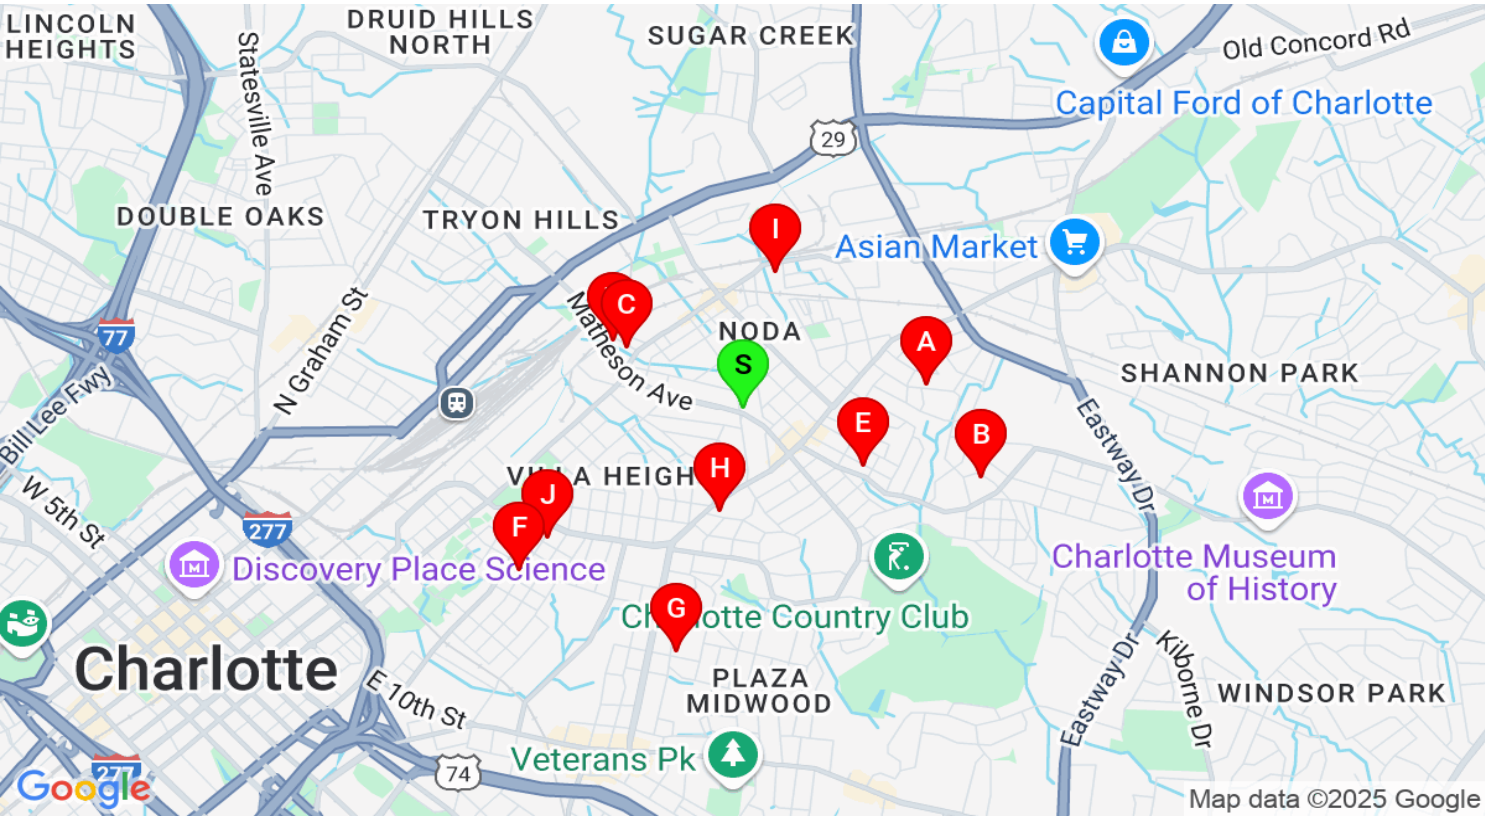 LINCOLN
HEIGHTS
DRUID HILLS
NORTH
SUGAR CREEK
Old Concord Rd
Statesville Ave
Capital Ford of Charlotte
29
DOUBLE OAKS
TRYON HILLS
I
Asian Market
C
Matheson Ave
NODA
A
77
N Graham St
S
SHANNON PARK
Bill Lee Fwy
E
B
Eastway Dr
H
VILLA HEIGH
J
W 5th St
277
F
M
M
Discovery Place Science
Charlotte Museum
of History
G
Charlotte Country Club
Charlotte
E 10th St
PLAZA
MIDWOOD
Eastway Dr
Kilborne Dr
WINDSOR PARK
Veterans Pk
74
277
Google
Map data ©2025 Google